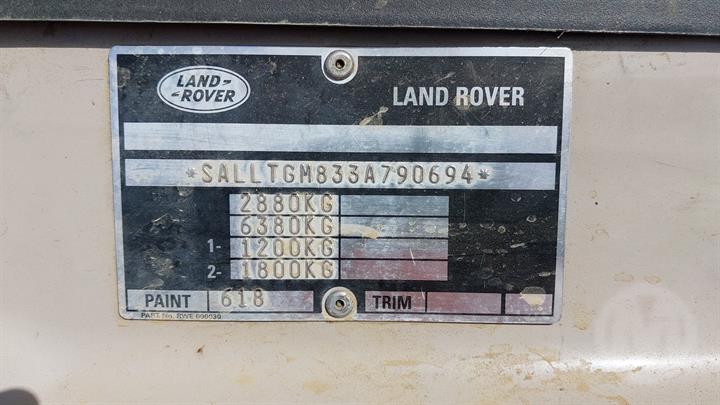 LAND-
-ROVER
LAND ROVER
*SALLTGM833A790694*
2880KG
6380KG
1- 1200KG
2- 1800KG
PAINT 618 TRIM
PART No. RWE 000030